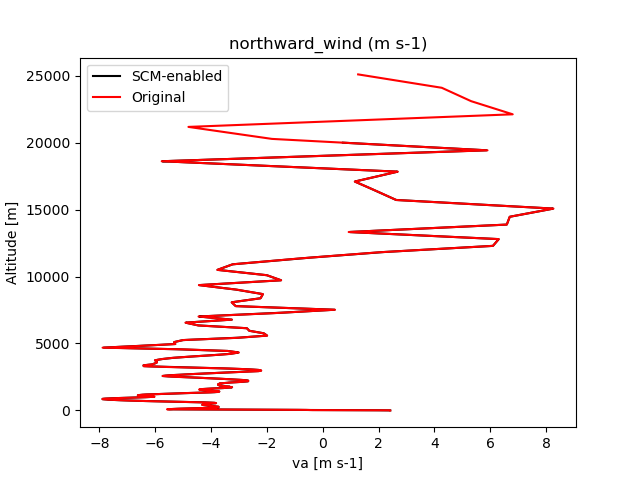 northward_wind (m s-1)
SCM-enabled
Original
25000
20000
15000
10000
5000
0
Altitude [m]
−8 −6 −4 −2 0 2 4 6 8
va [m s-1]